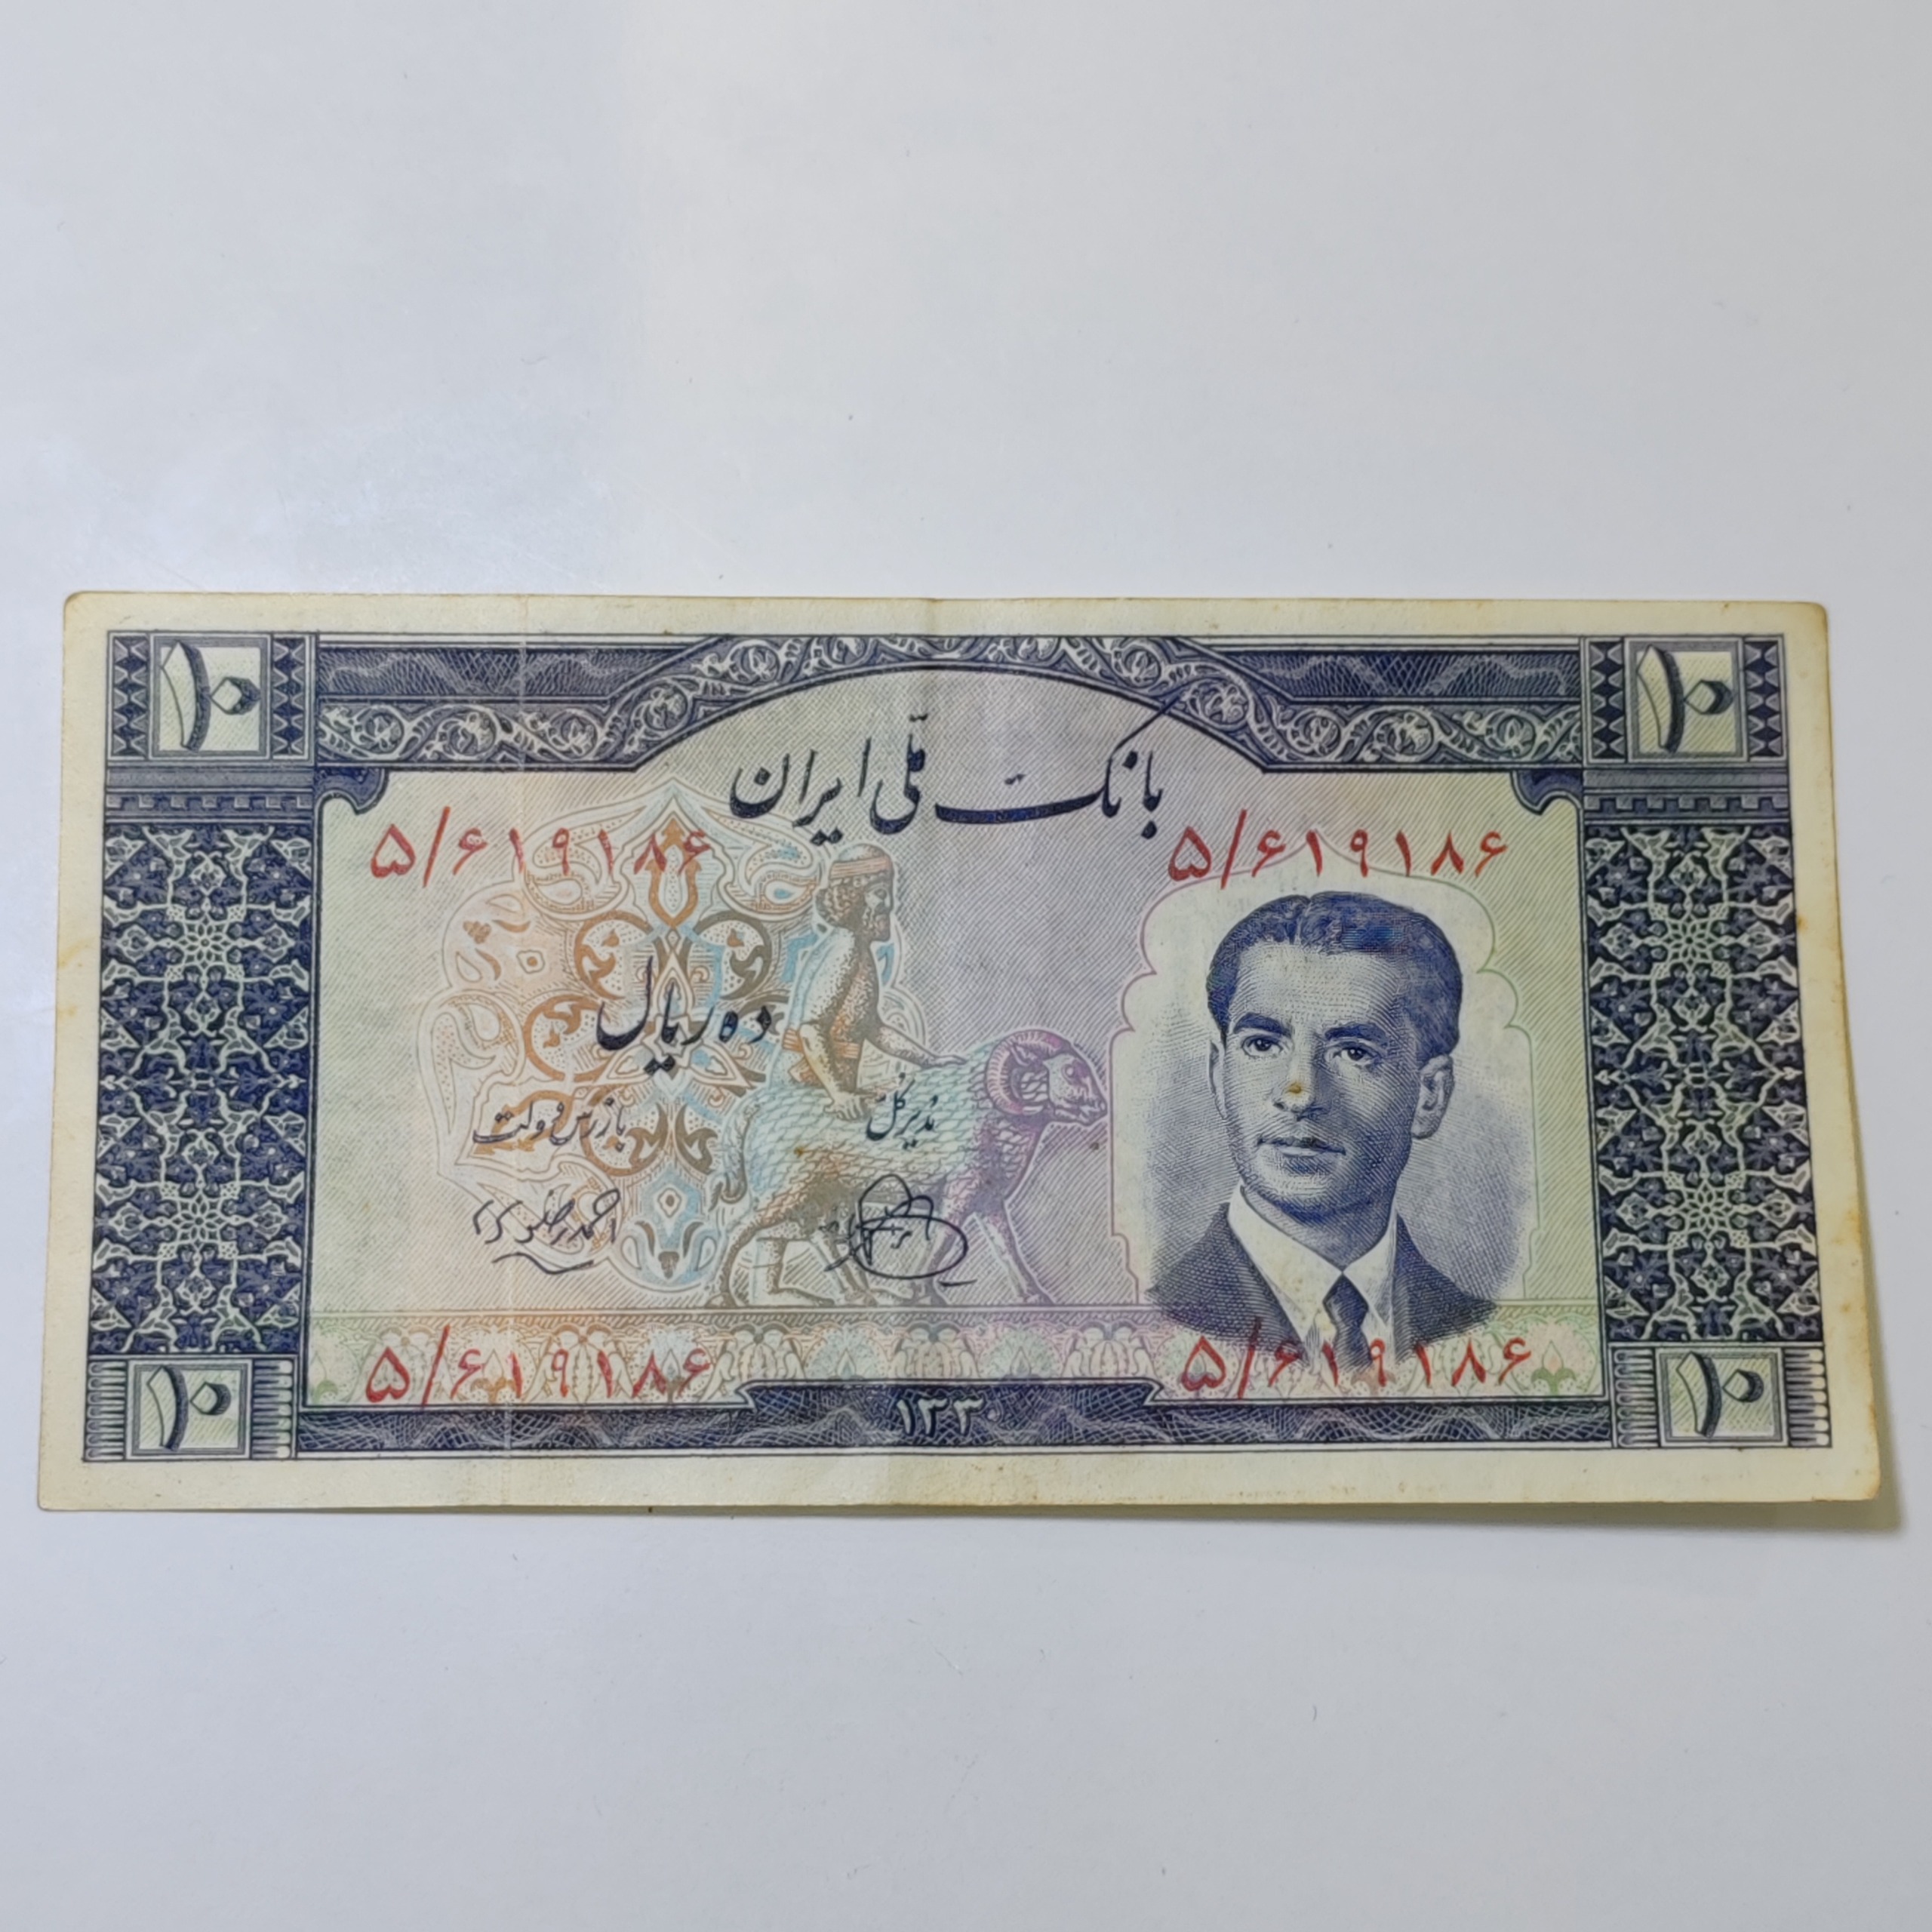 ۱۰
۱۰
بانک ملّی ایران
۵/۶۱۹۱۸۶
۵/۶۱۹۱۸۶
ده ریال
مدیر کل
بازرس دولت
۵/۶۱۹۱۸۶
۵/۶۱۹۱۸۶
۱۰
۱۳۳۰
۱۰